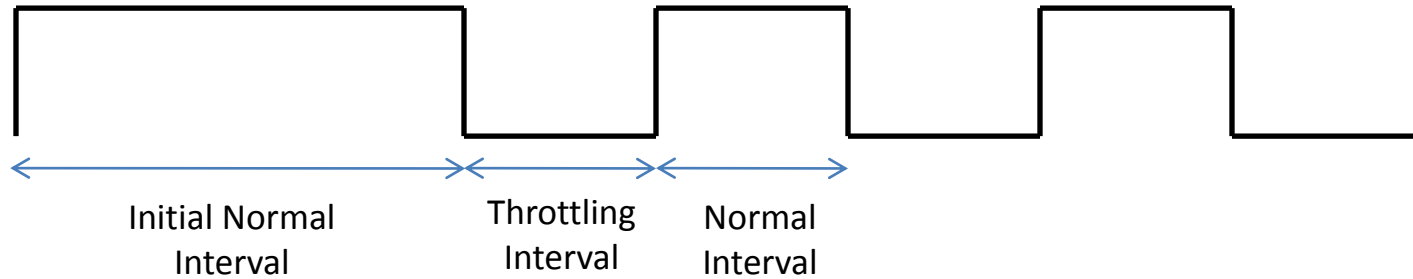 Initial Normal
Interval
Throttling
Interval
Normal
Interval